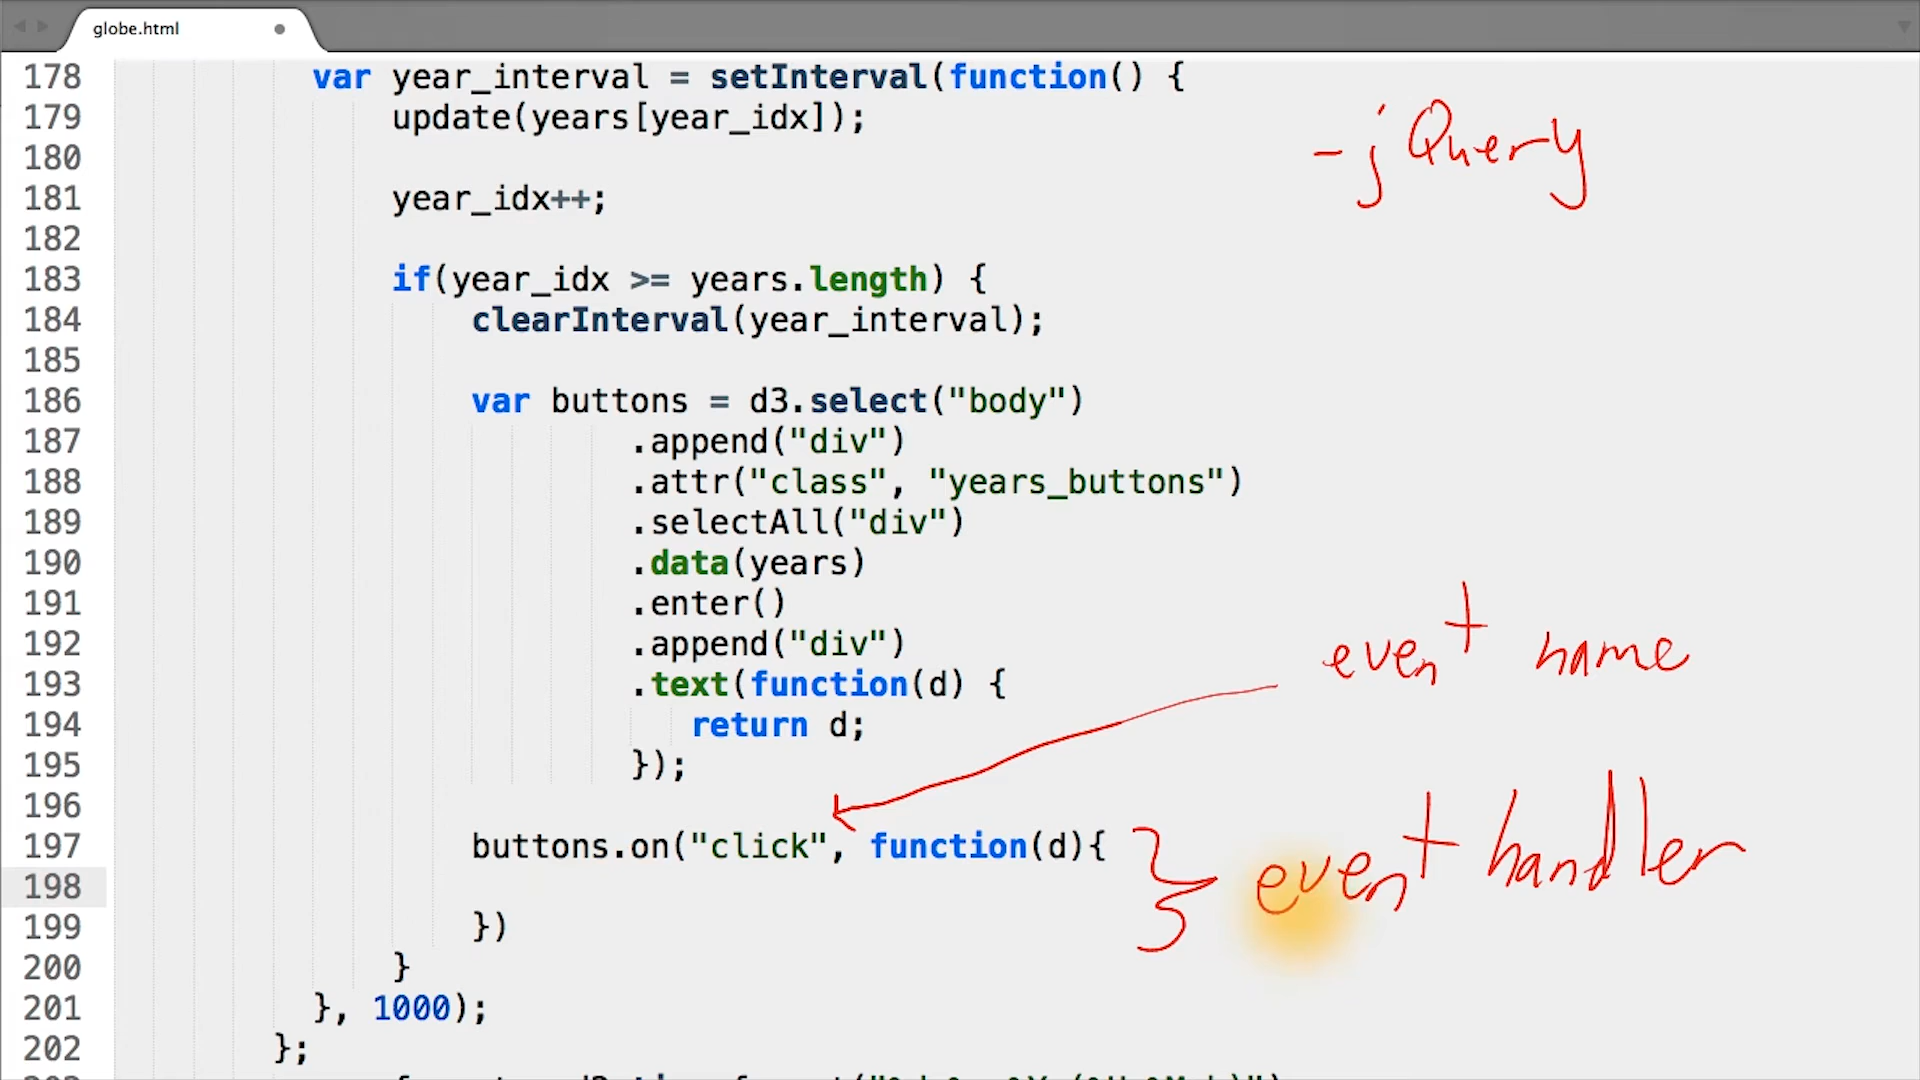 globe.html
178 var year_interval = setInterval(function() {
179 update(years[year_idx]);
- jQuery
180
181 year_idx++;
182
183 if(year_idx >= years.length) {
184 clearInterval(year_interval);
185
186 var buttons = d3.select("body")
187 .append("div")
188 .attr("class", "years_buttons")
189 .selectAll("div")
190 .data(years)
191 .enter()
192 .append("div")
event name
193 .text(function(d) {
194 return d;
195 });
196
197 buttons.on("click", function(d){
event handler
198
199 })
200 }
201 }, 1000);
202 };